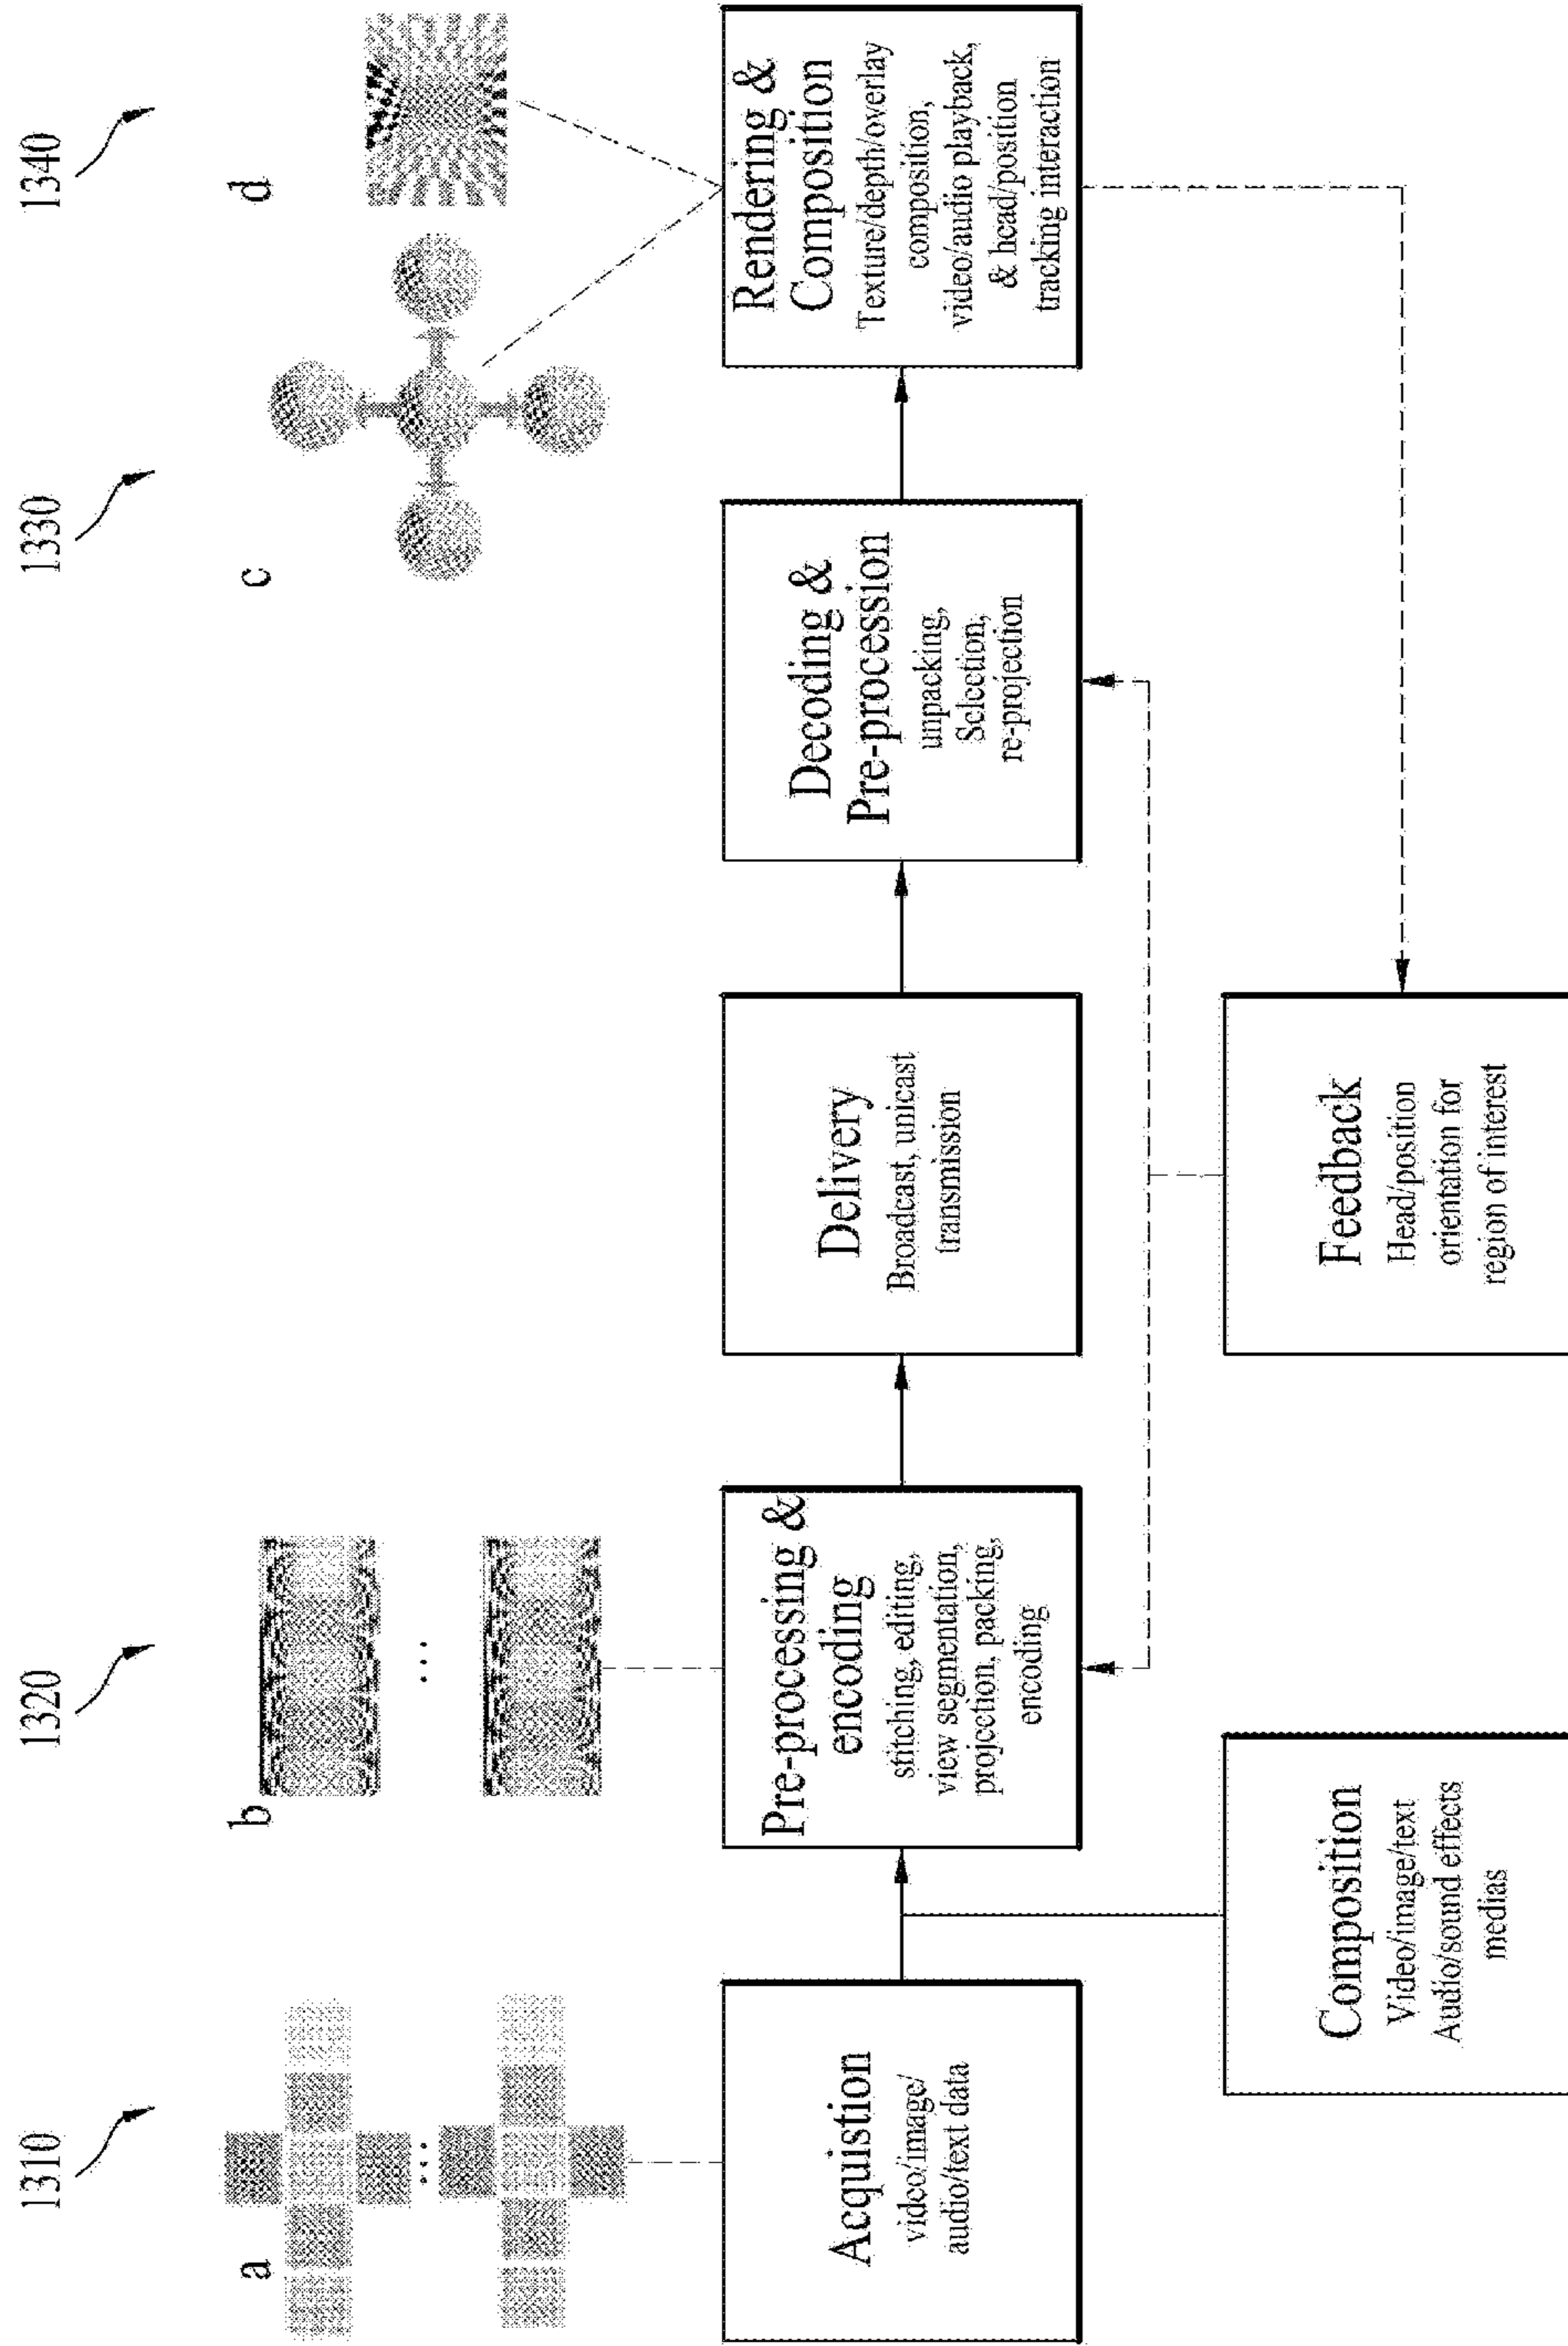 1310
1320
1330
1340
a
b
c
d
Acquistion
video/image/
audio/text data
Pre-processing &
encoding
stitching, editing,
view segmentation,
projection, packing,
encoding
Delivery
Broadcast, unicast
transmission
Decoding &
Pre-procession
unpacking,
Selection,
re-projection
Rendering &
Composition
Texture/depth/overlay
composition,
video/audio playback,
& head/position
tracking interaction
Composition
Video/image/text
Audio/sound effects
medias
Feedback
Head/position
orientation for
region of interest